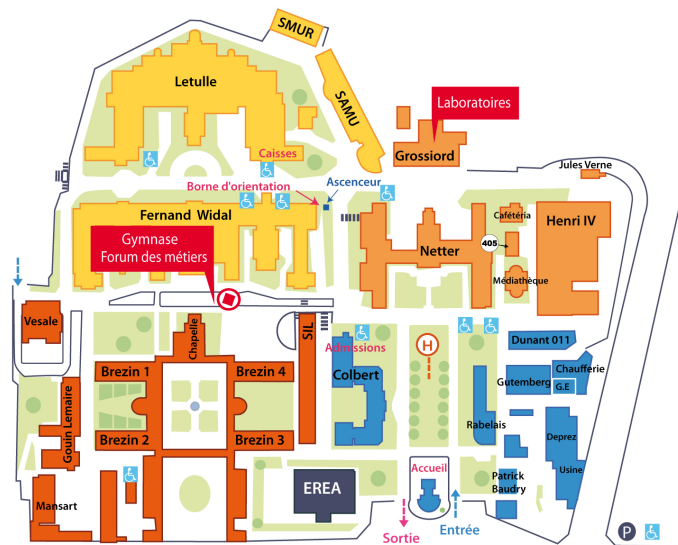 SMUR
Letulle
SAMU
Laboratoires
Grossiord
Caisses
Jules Verne
Ascenceur
Borne d'orientation
Fernand Widal
Cafétéria
Henri IV
Gymnase
Forum des métiers
Netter
405
Médiathèque
Vesale
Chapelle
SIL
Admissions
H
Dunant 011
Brezin 1
Brezin 4
Colbert
Chaufferie
Gutemberg
G.E
Gouin Lemaire
Rabelais
Brezin 2
Brezin 3
Deprez
Accueil
Usine
Patrick
Baudry
EREA
Mansart
Entrée
Sortie
P